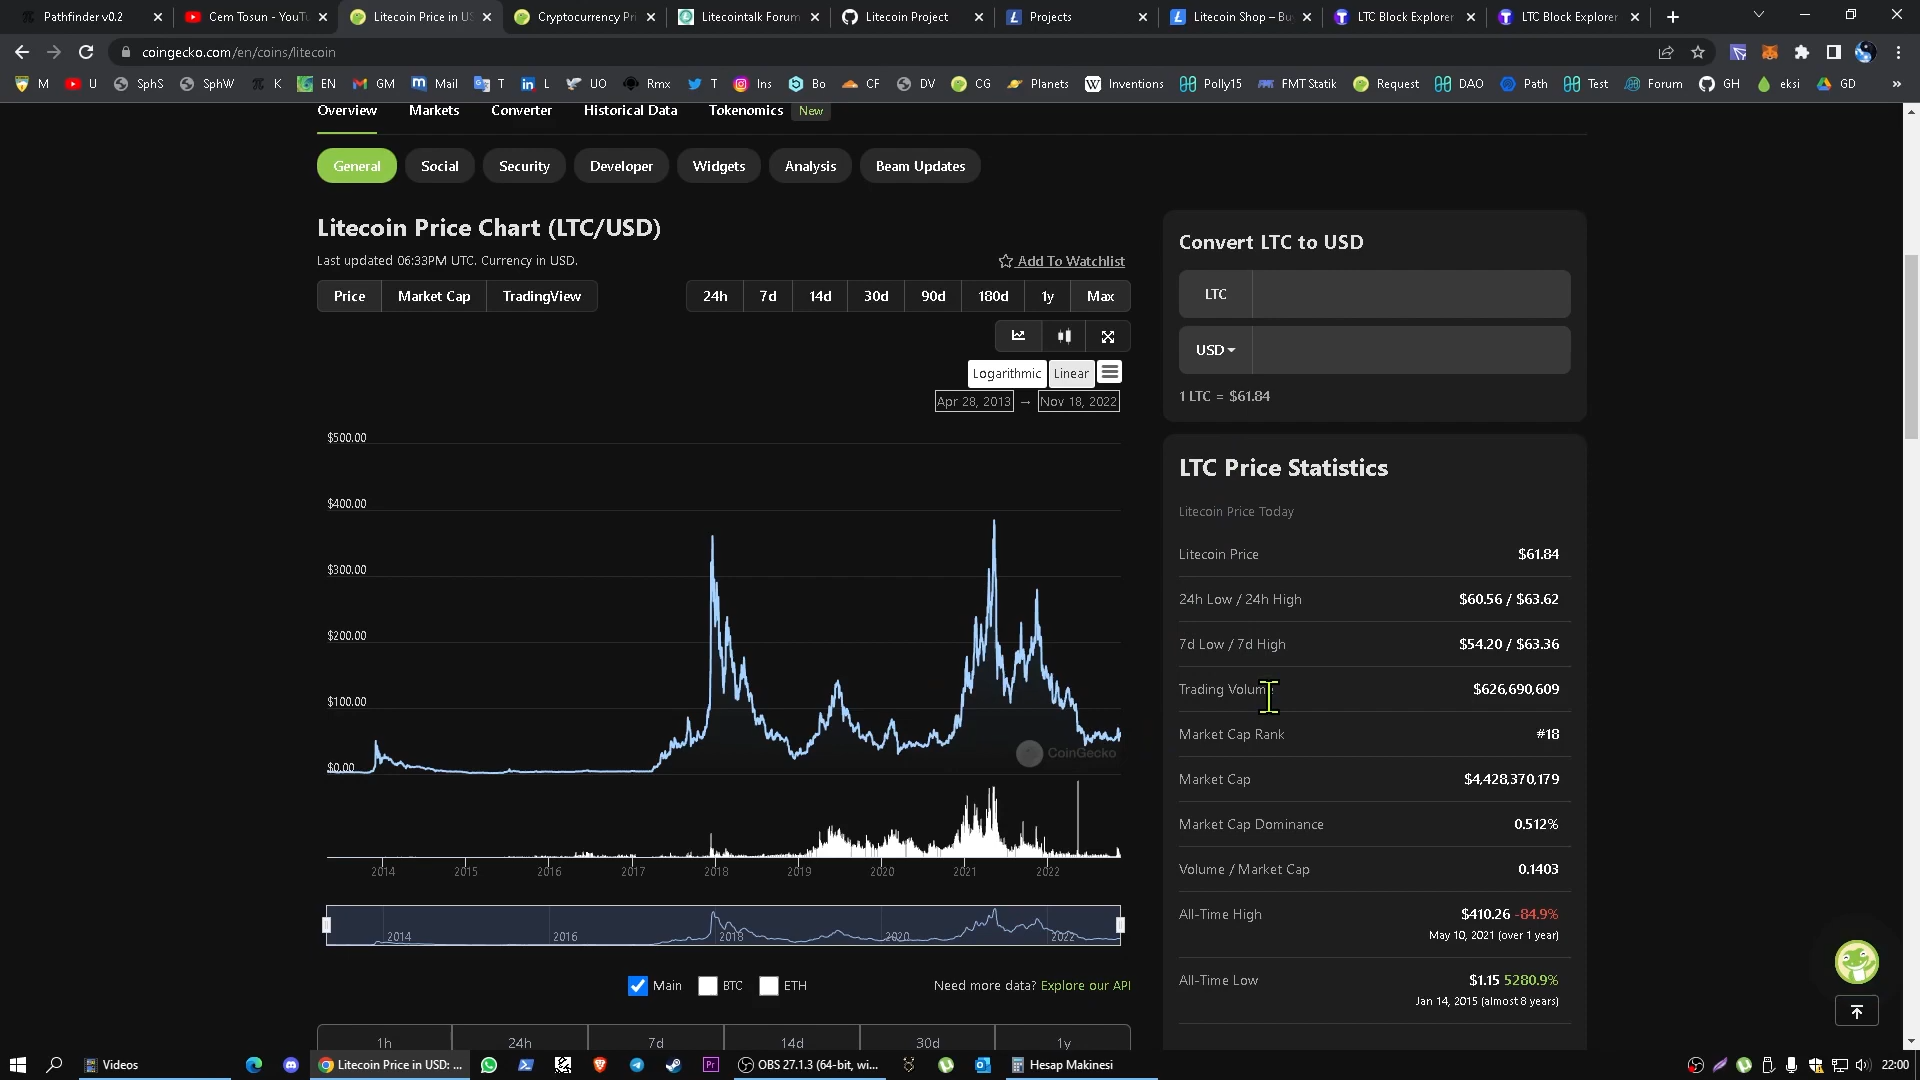 Pathfinder v0.2
Cem Tosun - YouT
Litecoin Price in US
Cryptocurrency Pri
Litecointalk Forum
Litecoin Project
Projects
Litecoin Shop – Bu
LTC Block Explorer
LTC Block Explorer
coingecko.com/en/coins/litecoin
M U SphS SphW K EN GM Mail T L UO Rmx T Ins Bo CF DV CG Planets Inventions Polly15 FMT Statik Request DAO Path Test Forum GH eksi GD »
Overview Markets Converter Historical Data Tokenomics New
General Social Security Developer Widgets Analysis Beam Updates
Litecoin Price Chart (LTC/USD)
Last updated 06:33PM UTC. Currency in USD.
Add To Watchlist
Price Market Cap TradingView
24h 7d 14d 30d 90d 180d 1y Max
Logarithmic Linear
Apr 28, 2013 → Nov 18, 2022
$500.00
$400.00
$300.00
$200.00
$100.00
$0.00
CoinGecko
2014 2015 2016 2017 2018 2019 2020 2021 2022
2014 2016 2018 2020 2022
Main BTC ETH
Need more data? Explore our API
1h 24h 7d 14d 30d 1y
Convert LTC to USD
LTC
USD
1 LTC = $61.84
LTC Price Statistics
Litecoin Price Today
Litecoin Price $61.84
24h Low / 24h High $60.56 / $63.62
7d Low / 7d High $54.20 / $63.36
Trading Volum $626,690,609
Market Cap Rank #18
Market Cap $4,428,370,179
Market Cap Dominance 0.512%
Volume / Market Cap 0.1403
All-Time High $410.26 -84.9%
May 10, 2021 (over 1 year)
All-Time Low $1.15 5280.9%
Jan 14, 2015 (almost 8 years)
Videos
Litecoin Price in USD: ...
Pr
OBS 27.1.3 (64-bit, wi...
Hesap Makinesi
22:00